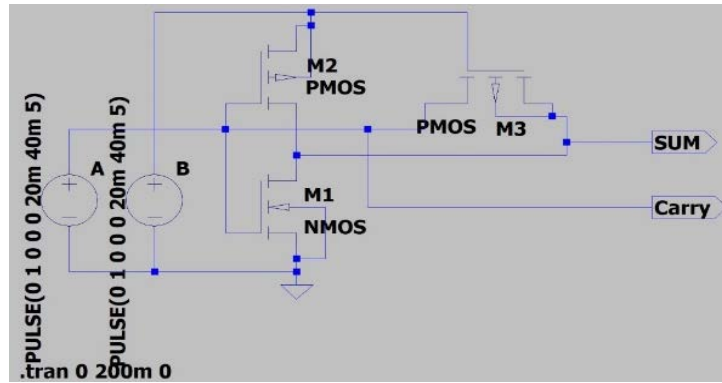 M2
PMOS
PMOS
M3
SUM
A
B
M1
NMOS
Carry
PULSE(0 1 0 0 0 20m 40m 5)
PULSE(0 1 0 0 0 20m 40m 5)
.tran 0 200m 0